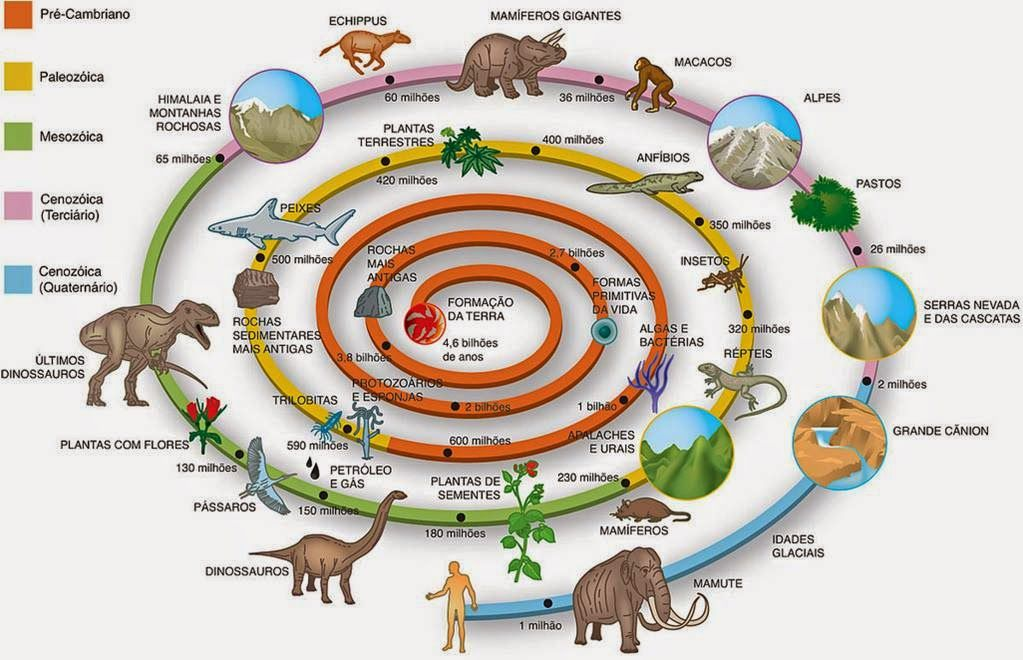 Pré-Cambriano
Paleozóica
Mesozóica
Cenozóica
(Terciário)
Cenozóica
(Quaternário)
ECHIPPUS
MAMÍFEROS GIGANTES
MACACOS
ALPES
PASTOS
HIMALAIA E
MONTANHAS
ROCHOSAS
65 milhões
60 milhões
36 milhões
26 milhões
SERRAS NEVADA
E DAS CASCATAS
2 milhões
GRANDE CÃNION
IDADES
GLACIAIS
MAMUTE
1 milhão
PLANTAS
TERRESTRES
420 milhões
400 milhões
ANFÍBIOS
350 milhões
INSETOS
320 milhões
RÉPTEIS
PEIXES
500 milhões
ROCHAS
SEDIMENTARES
MAIS ANTIGAS
TRILOBITAS
590 milhões
ROCHAS
MAIS
ANTIGAS
FORMAÇÃO
DA TERRA
4,6 bilhões
de anos
3,8 bilhões
2,7 bilhões
FORMAS
PRIMITIVAS
DA VIDA
ALGAS E
BACTÉRIAS
2 bilhões
1 bilhão
PROTOZOÁRIOS
E ESPONJAS
600 milhões
APALACHES
E URAIS
230 milhões
MAMÍFEROS
PLANTAS DE
SEMENTES
180 milhões
PETRÓLEO
E GÁS
150 milhões
DINOSSAUROS
PÁSSAROS
130 milhões
PLANTAS COM FLORES
ÚLTIMOS
DINOSSAUROS